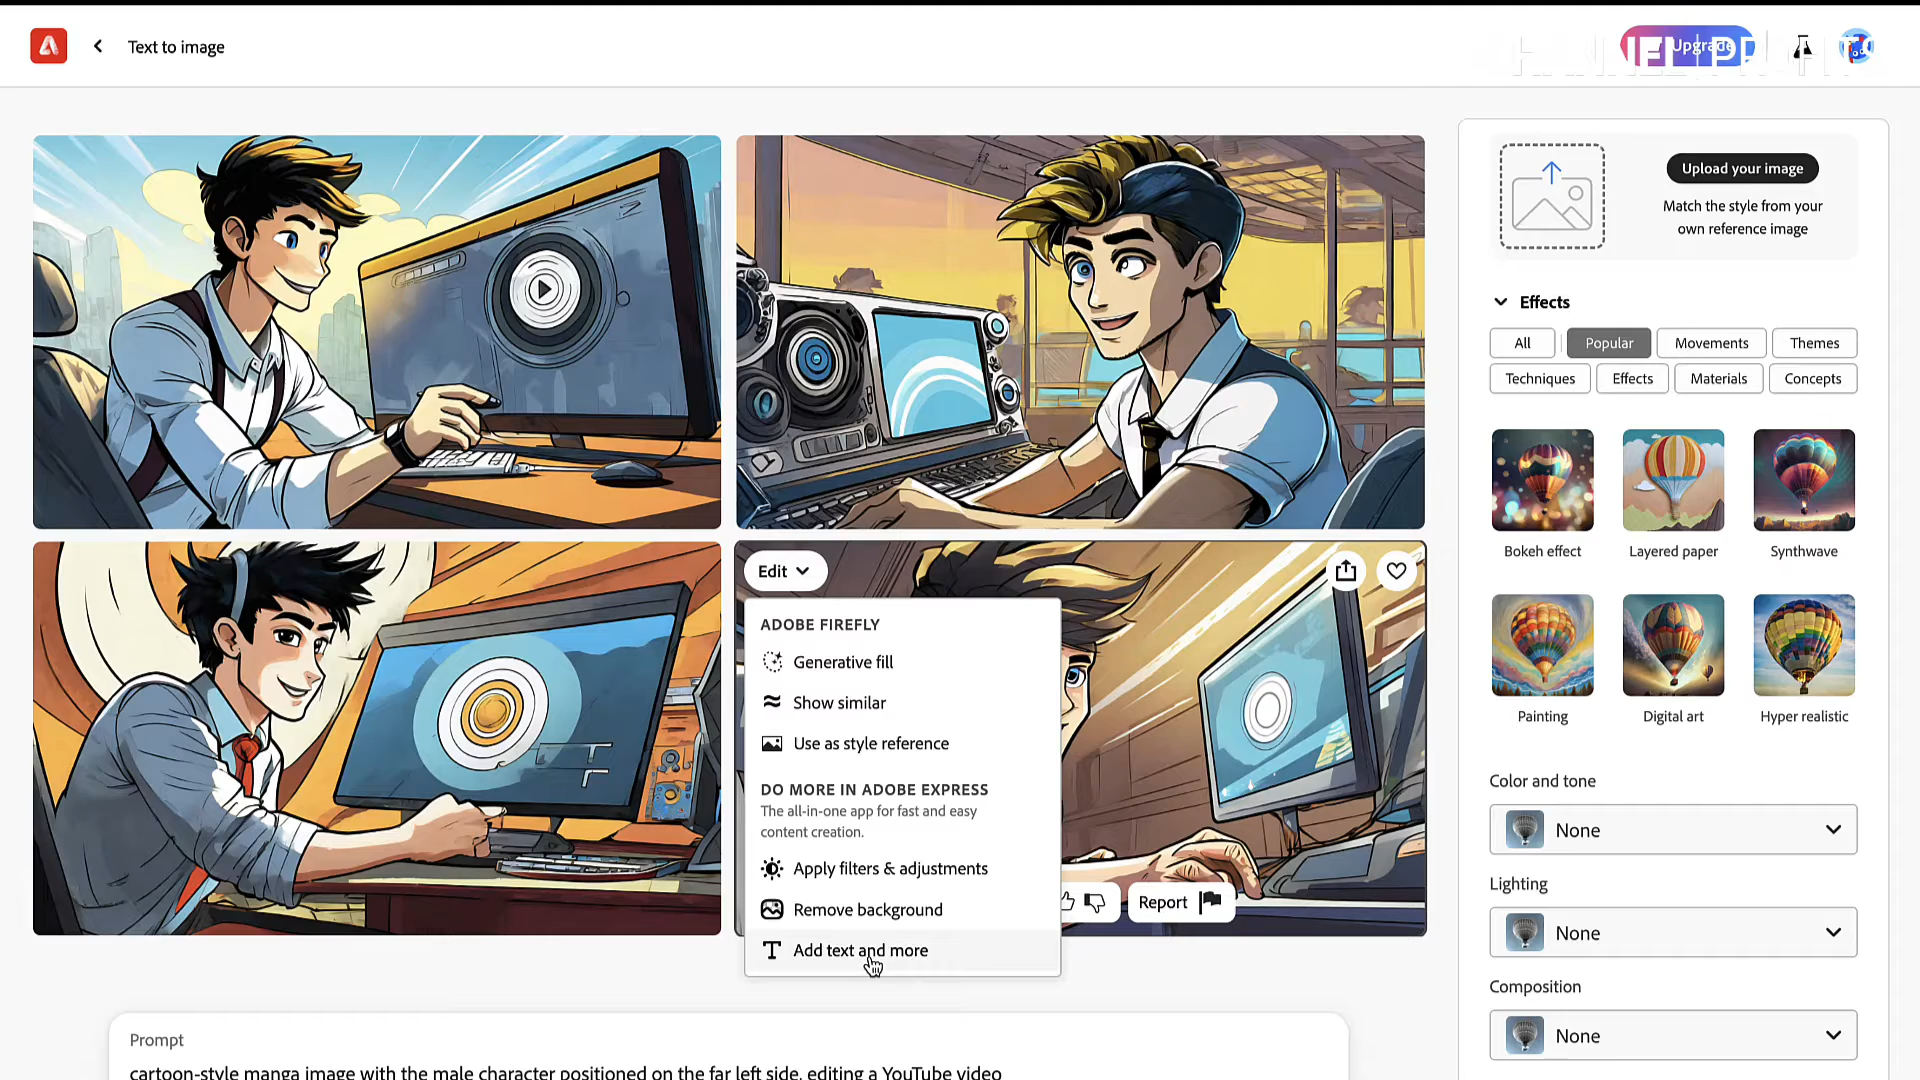 Text to image
Upgrade
Upload your image
Match the style from your
own reference image
Effects
All
Popular
Movements
Themes
Techniques
Effects
Materials
Concepts
Bokeh effect
Layered paper
Synthwave
Painting
Digital art
Hyper realistic
Color and tone
None
Lighting
None
Composition
None
Edit
ADOBE FIREFLY
Generative fill
Show similar
Use as style reference
DO MORE IN ADOBE EXPRESS
The all-in-one app for fast and easy
content creation.
Apply filters & adjustments
Remove background
Add text and more
Report
Prompt
cartoon-style manga image with the male character positioned on the far left side, editing a YouTube video